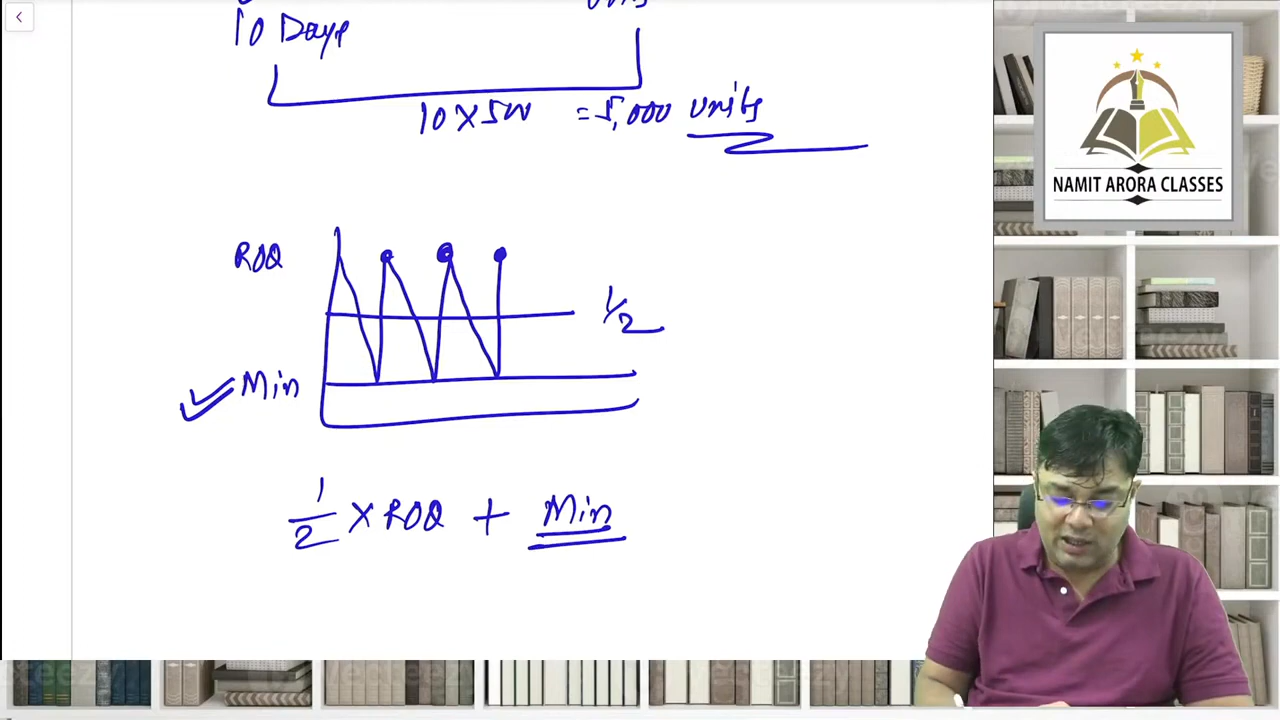 10 Days
10 X 500 = 5,000 units
ROQ
1/2
Min
1/2 X ROQ + Min
NAMIT ARORA CLASSES